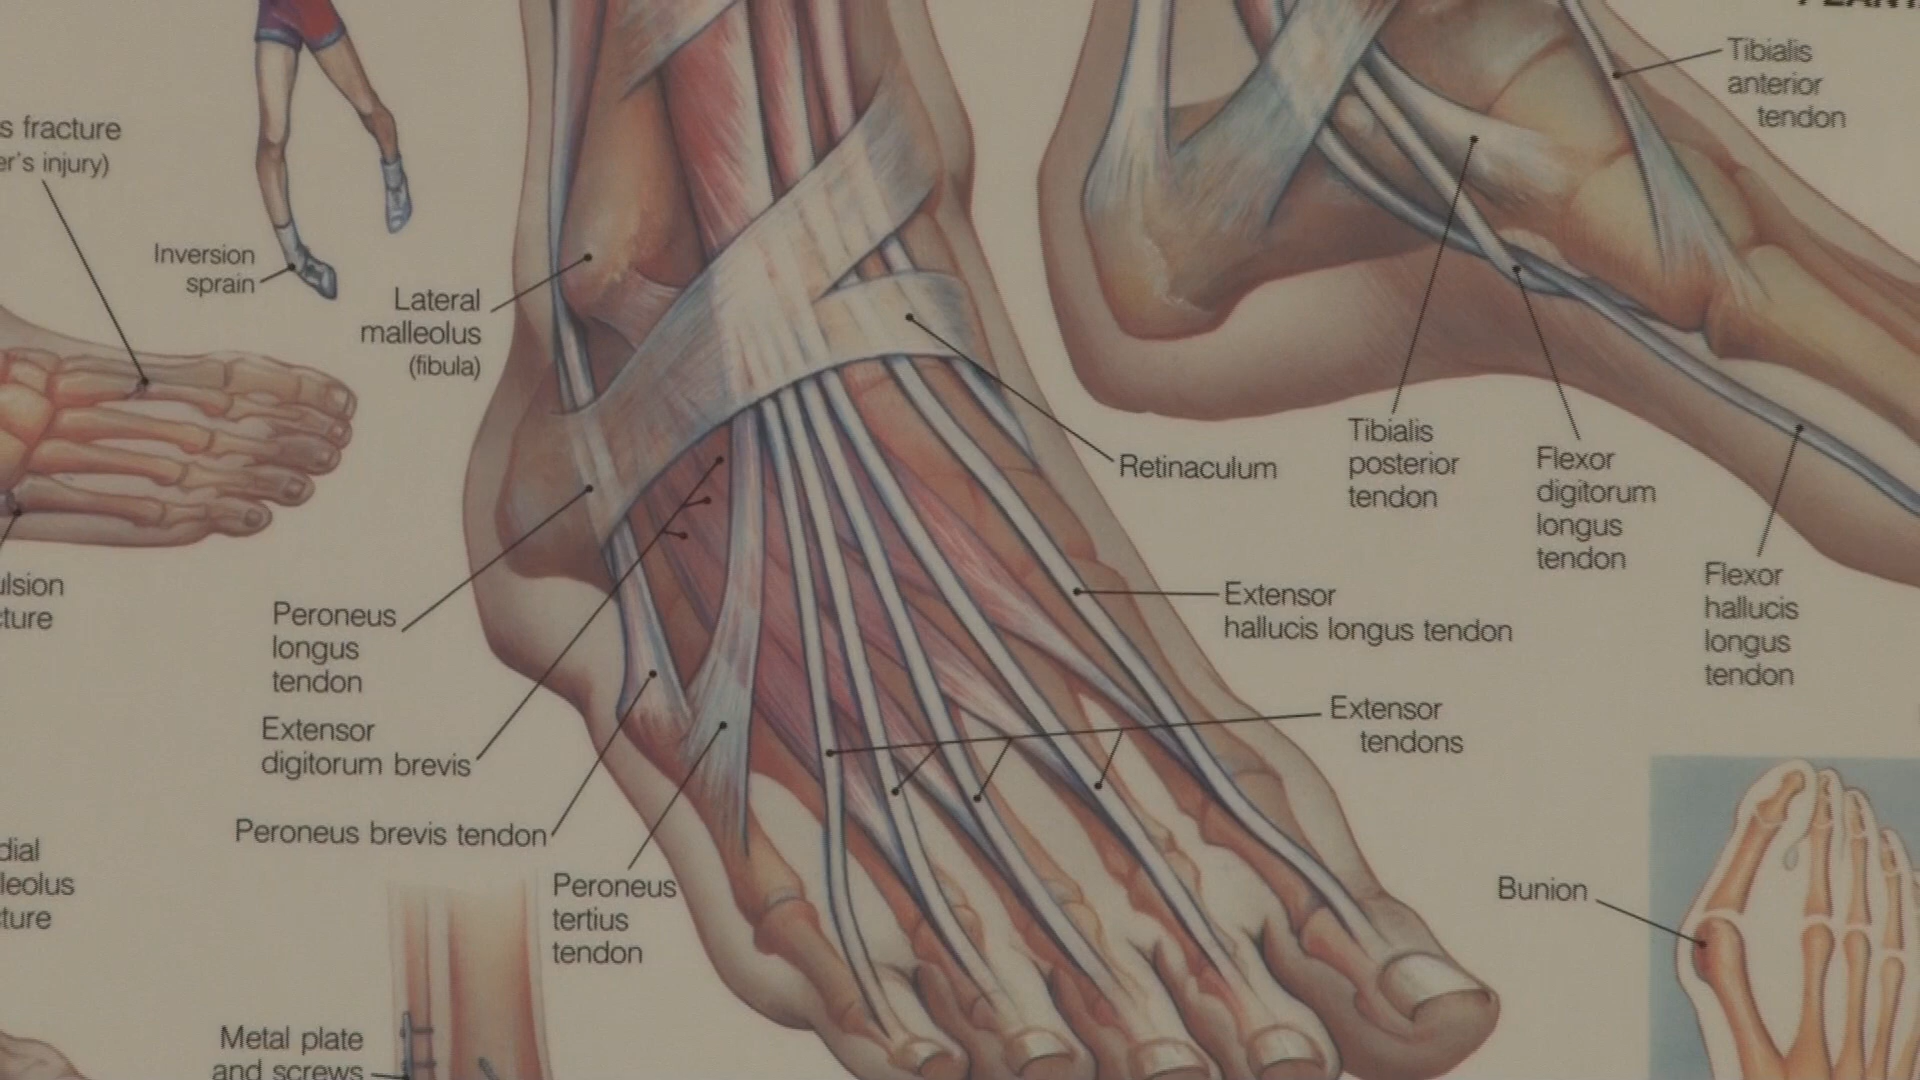 Tibialis
anterior
tendon
s fracture
er's injury)
Inversion
sprain
Lateral
malleolus
(fibula)
Retinaculum
Tibialis
posterior
tendon
Flexor
digitorum
longus
tendon
Flexor
hallucis
longus
tendon
ulsion
ture
Peroneus
longus
tendon
Extensor
hallucis longus tendon
Extensor
digitorum brevis
Extensor
tendons
Peroneus brevis tendon
dial
lleolus
ture
Peroneus
tertius
tendon
Bunion
Metal plate
and screws